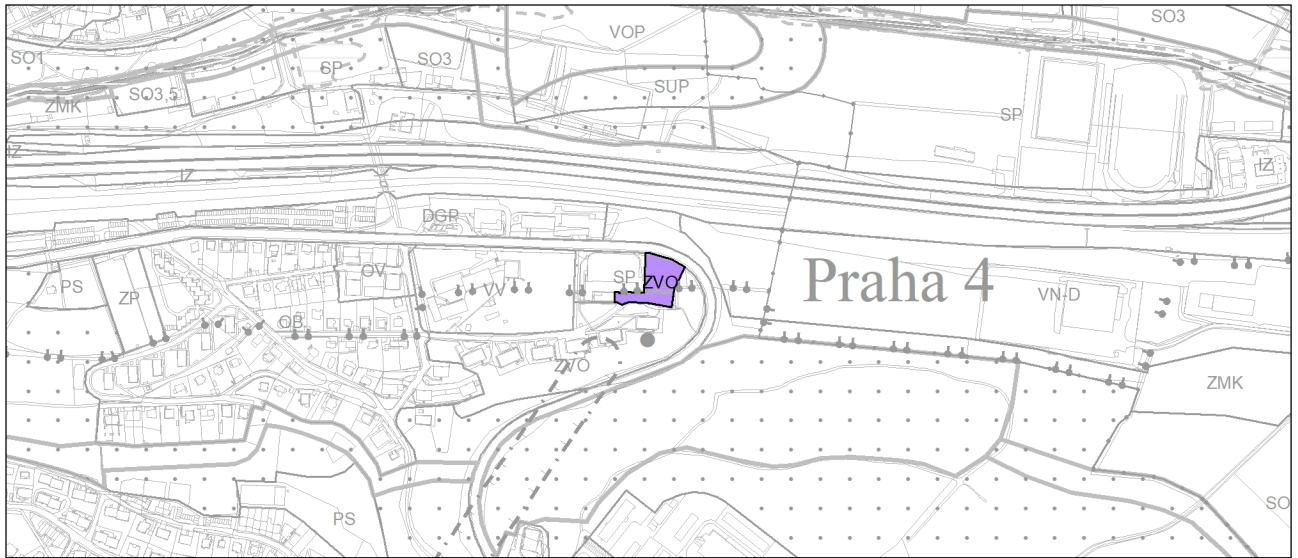 SO3
VOP
SO1
SP
SO3
SO3,5
SUP
ZMK
SP
IZ
IZ
IZ
DGP
OV
SP
ZVO
VV
PS
ZP
Praha 4
VN-D
OB
ZVO
ZMK
SO
PS